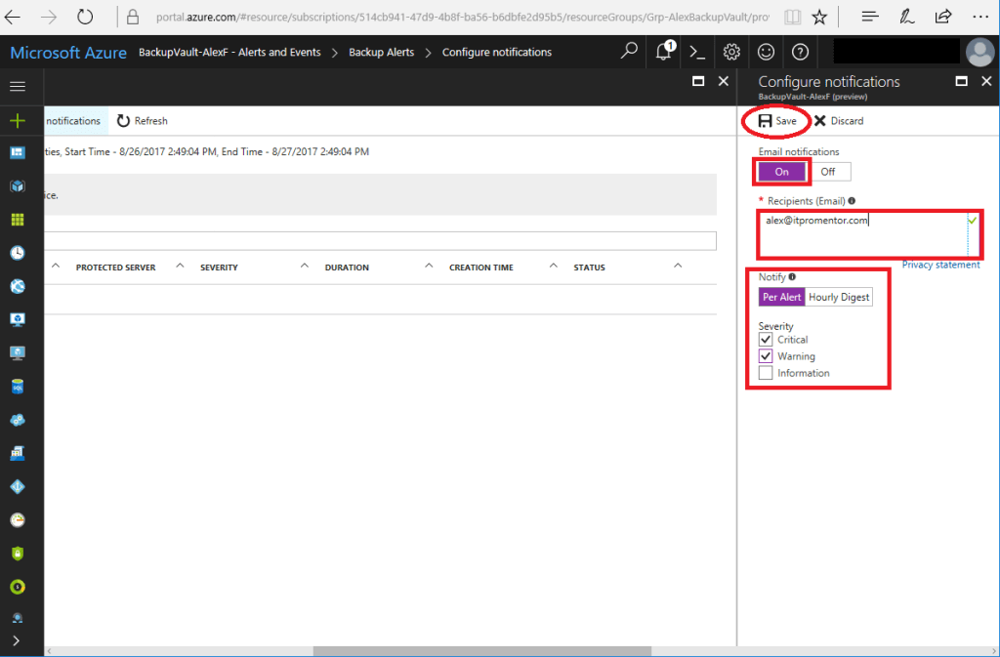 portal.azure.com/#resource/subscriptions/514cb941-47d9-4b8f-ba56-b6dbfe2d95b5/resourceGroups/Grp-AlexBackupVault/pro
Microsoft Azure BackupVault-AlexF - Alerts and Events > Backup Alerts > Configure notifications
1
Configure notifications
BackupVault-AlexF (preview)
notifications Refresh
Save Discard
ties, Start Time - 8/26/2017 2:49:04 PM, End Time - 8/27/2017 2:49:04 PM
ice.
PROTECTED SERVER SEVERITY DURATION CREATION TIME STATUS
Email notifications
On Off
* Recipients (Email)
alex@itpromentor.com
Privacy statement
Notify
Per Alert Hourly Digest
Severity
Critical
Warning
Information
SQL